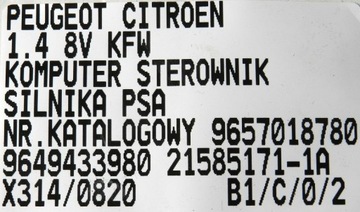 PEUGEOT CITROEN
1.4 8V KFW
KOMPUTER STEROWNIK
SILNIKA PSA
NR.KATALOGOWY 9657018780
9649433980 21585171-1A
X314/0820 B1/C/0/2